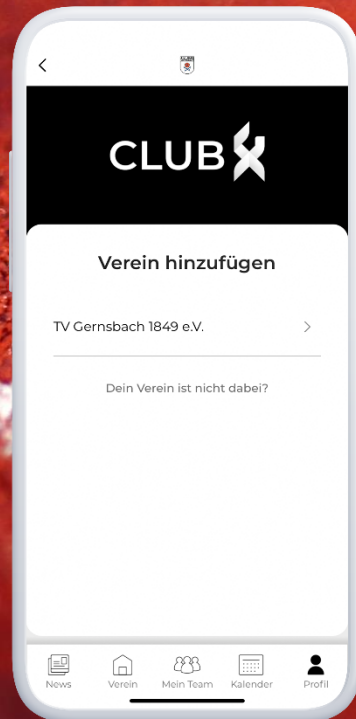 CLUB
Verein hinzufügen
TV Gernsbach 1849 e.V.
Dein Verein ist nicht dabei?
News
Verein
Mein Team
Kalender
Profil